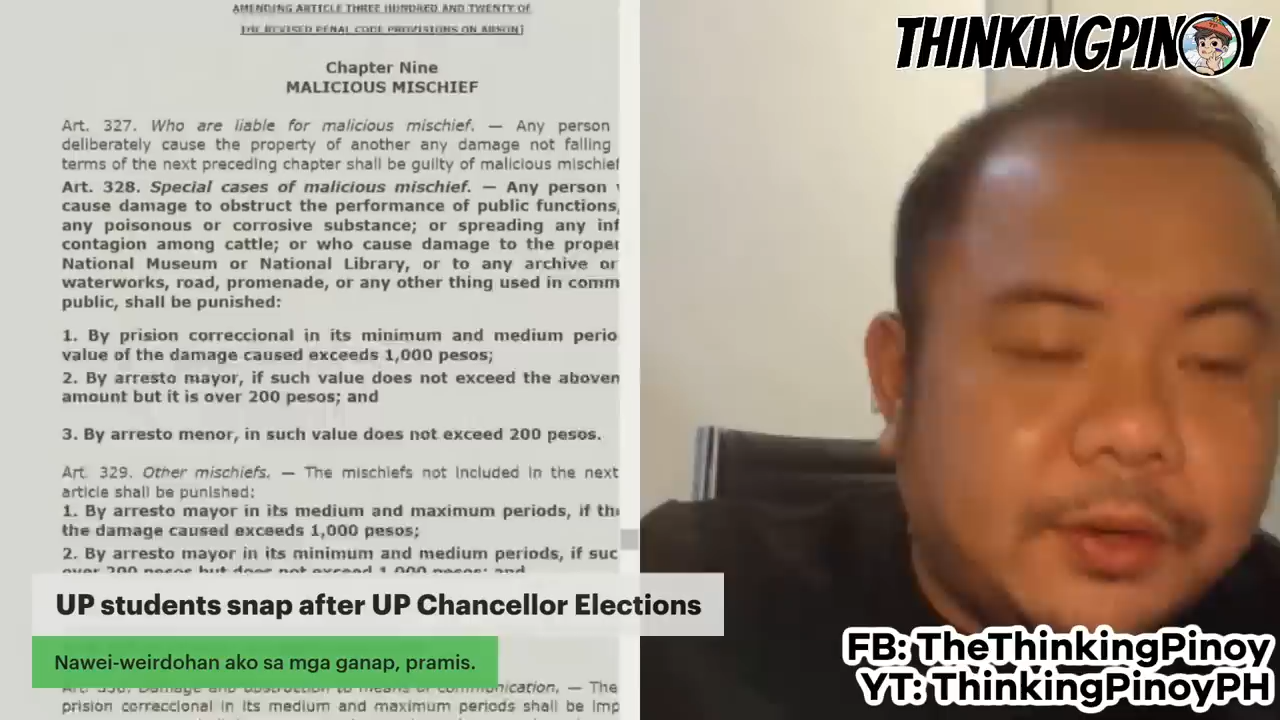 AMENDING ARTICLE THREE HUNDRED AND TWENTY OF
THE REVISED PENAL CODE PROVISIONS ON ARSON]
Chapter Nine
MALICIOUS MISCHIEF
Art. 327. Who are liable for malicious mischief. — Any person
deliberately cause the property of another any damage not falling
terms of the next preceding chapter shall be guilty of malicious mischief
Art. 328. Special cases of malicious mischief. — Any person
cause damage to obstruct the performance of public functions,
any poisonous or corrosive substance; or spreading any inf
contagion among cattle; or who cause damage to the proper
National Museum or National Library, or to any archive or
waterworks, road, promenade, or any other thing used in comm
public, shall be punished:
1. By prision correccional in its minimum and medium perio
value of the damage caused exceeds 1,000 pesos;
2. By arresto mayor, if such value does not exceed the aboven
amount but it is over 200 pesos; and
3. By arresto menor, in such value does not exceed 200 pesos.
Art. 329. Other mischiefs. — The mischiefs not included in the next
article shall be punished:
1. By arresto mayor in its medium and maximum periods, if the
the damage caused exceeds 1,000 pesos;
2. By arresto mayor in its minimum and medium periods, if suc
over 200 pesos but does not exceed 1,000 pesos; and
UP students snap after UP Chancellor Elections
Nawei-weirdohan ako sa mga ganap, pramis.
Damage and obstruction to means of communication. — The
prision correccional in its medium and maximum periods shall be imp
THINKINGPINOY
FB: TheThinkingPinoy
YT: ThinkingPinoyPH